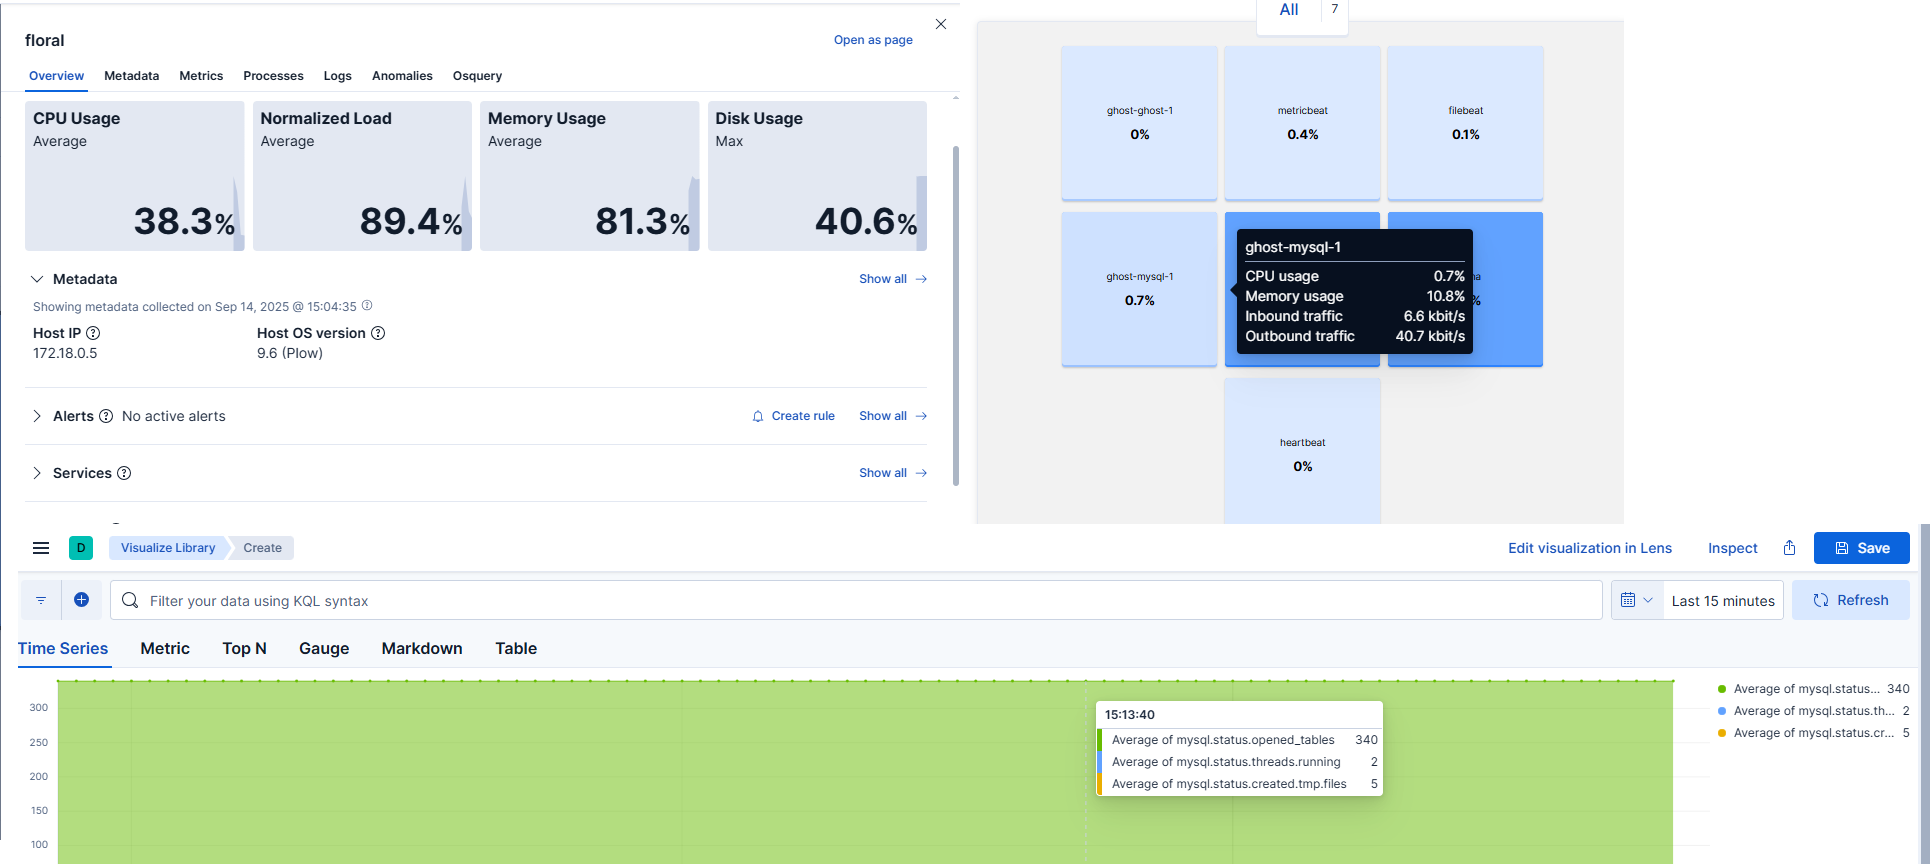 floral
Open as page
Overview Metadata Metrics Processes Logs Anomalies Osquery
CPU Usage
Average
38.3%
Normalized Load
Average
89.4%
Memory Usage
Average
81.3%
Disk Usage
Max
40.6%
Metadata
Show all
Showing metadata collected on Sep 14, 2025 @ 15:04:35
Host IP
172.18.0.5
Host OS version
9.6 (Plow)
Alerts No active alerts
Create rule Show all
Services
Show all
All 7
ghost-ghost-1
0%
metricbeat
0.4%
filebeat
0.1%
ghost-mysql-1
0.7%
ghost-mysql-1
CPU usage 0.7%
Memory usage 10.8%
Inbound traffic 6.6 kbit/s
Outbound traffic 40.7 kbit/s
heartbeat
0%
D Visualize Library Create
Edit visualization in Lens Inspect Save
Filter your data using KQL syntax
Last 15 minutes Refresh
Time Series Metric Top N Gauge Markdown Table
300
250
200
150
100
15:13:40
Average of mysql.status.opened_tables 340
Average of mysql.status.threads.running 2
Average of mysql.status.created.tmp.files 5
Average of mysql.status... 340
Average of mysql.status.th... 2
Average of mysql.status.cr... 5